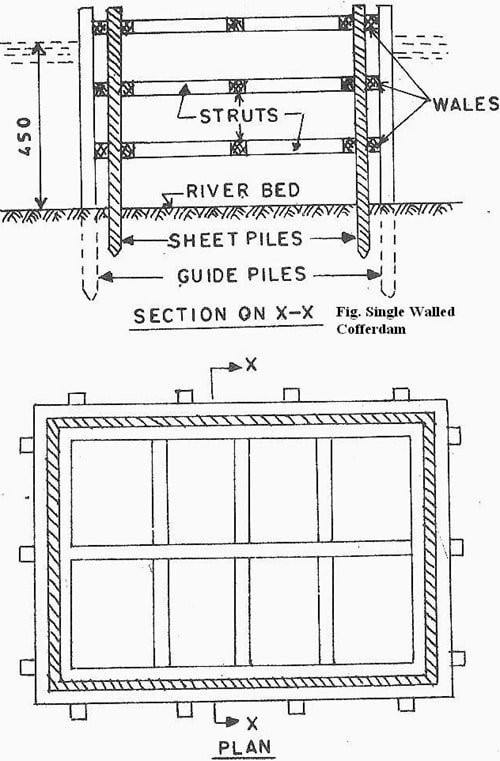 450
WALES
STRUTS
RIVER BED
SHEET PILES
GUIDE PILES
SECTION ON X-X
Fig. Single Walled
Cofferdam
X
X
PLAN